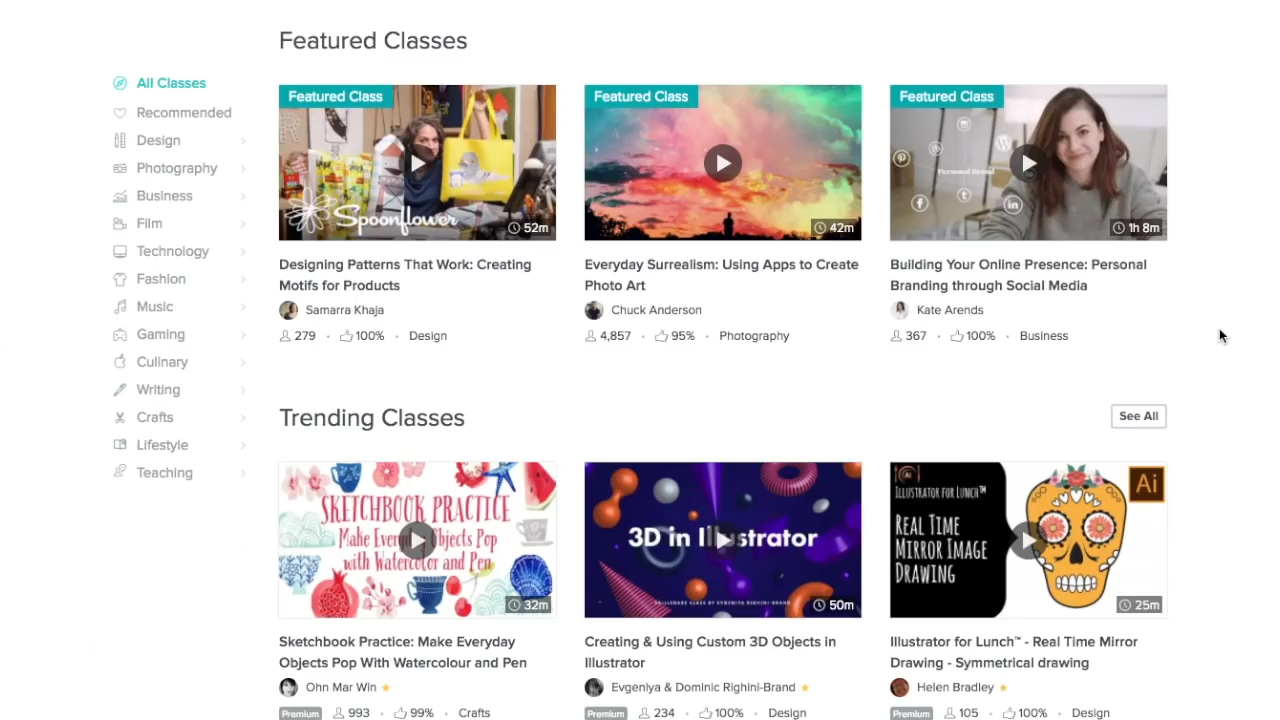 Featured Classes
All Classes
Recommended
Design
Photography
Business
Film
Technology
Fashion
Music
Gaming
Culinary
Writing
Crafts
Lifestyle
Teaching
Featured Class
Spoonflower
52m
Designing Patterns That Work: Creating
Motifs for Products
Samarra Khaja
279 · 100% · Design
Featured Class
42m
Everyday Surrealism: Using Apps to Create
Photo Art
Chuck Anderson
4,857 · 95% · Photography
Featured Class
Personal Brand
1h 8m
Building Your Online Presence: Personal
Branding through Social Media
Kate Arends
367 · 100% · Business
Trending Classes
See All
SKETCHBOOK PRACTICE
Make Everyday Objects Pop
with Watercolor and Pen
32m
Sketchbook Practice: Make Everyday
Objects Pop With Watercolour and Pen
Ohn Mar Win
Premium 993 · 99% · Crafts
3D in Illustrator
SKILLSHARE CLASS BY EVGENIYA RIGHINI-BRAND
50m
Creating & Using Custom 3D Objects in
Illustrator
Evgeniya & Dominic Righini-Brand
Premium 234 · 100% · Design
Ai
ILLUSTRATOR FOR LUNCH™
REAL TIME
MIRROR IMAGE
DRAWING
Ai
25m
Illustrator for Lunch™ - Real Time Mirror
Drawing - Symmetrical drawing
Helen Bradley
Premium 105 · 100% · Design